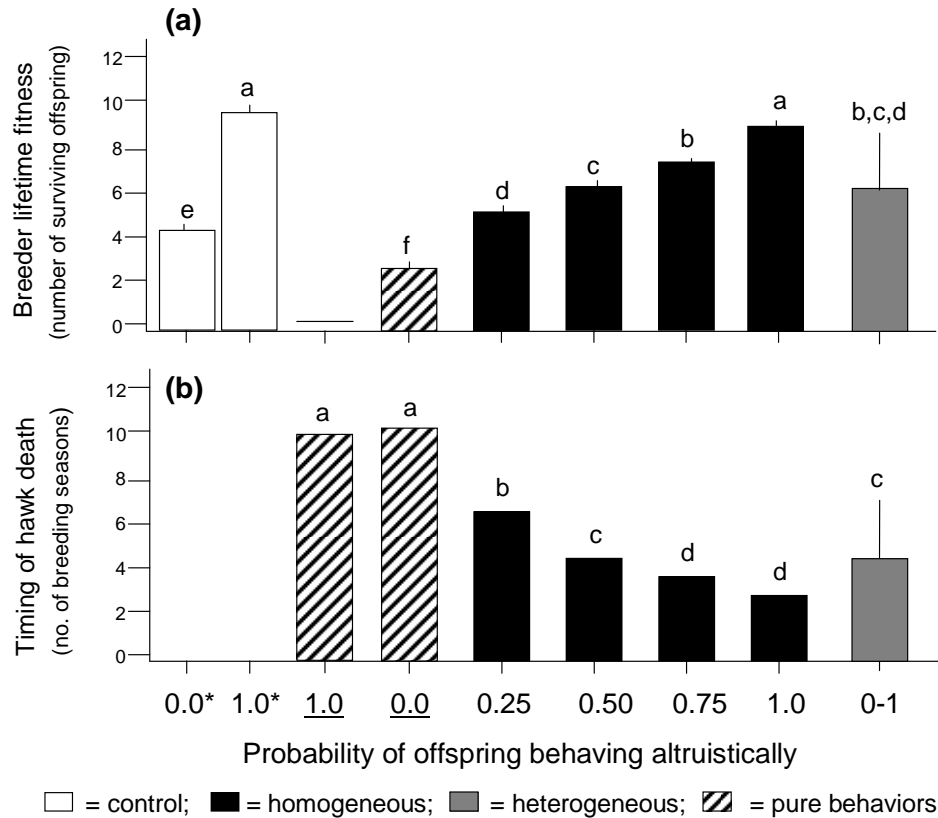 (a)
Breeder lifetime fitness
(number of surviving offspring)
12
10
8
6
4
2
0
e
a
f
d
c
b
a
b,c,d
(b)
Timing of hawk death
(no. of breeding seasons)
12
10
8
6
4
2
0
a
a
b
c
d
d
c
0.0* 1.0* 1.0 0.0 0.25 0.50 0.75 1.0 0-1
Probability of offspring behaving altruistically
= control; = homogeneous; = heterogeneous; = pure behaviors